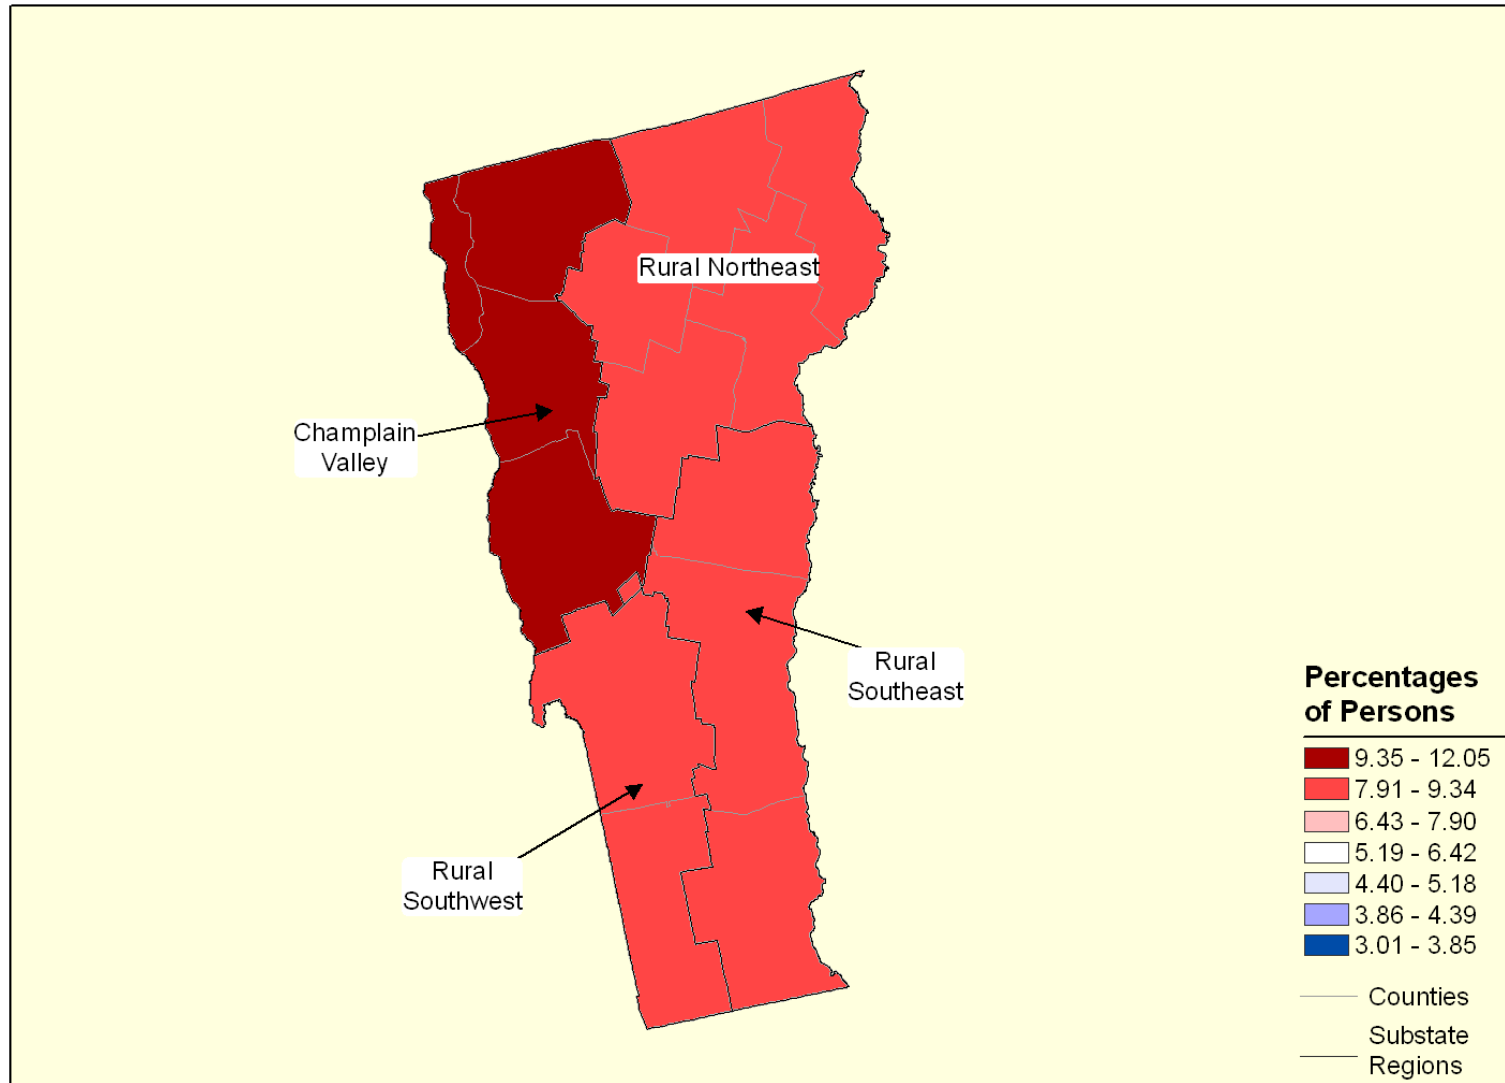 Rural Northeast
Champlain
Valley
Rural
Southeast
Rural
Southwest
Percentages
of Persons
9.35 - 12.05
7.91 - 9.34
6.43 - 7.90
5.19 - 6.42
4.40 - 5.18
3.86 - 4.39
3.01 - 3.85
Counties
Substate
Regions